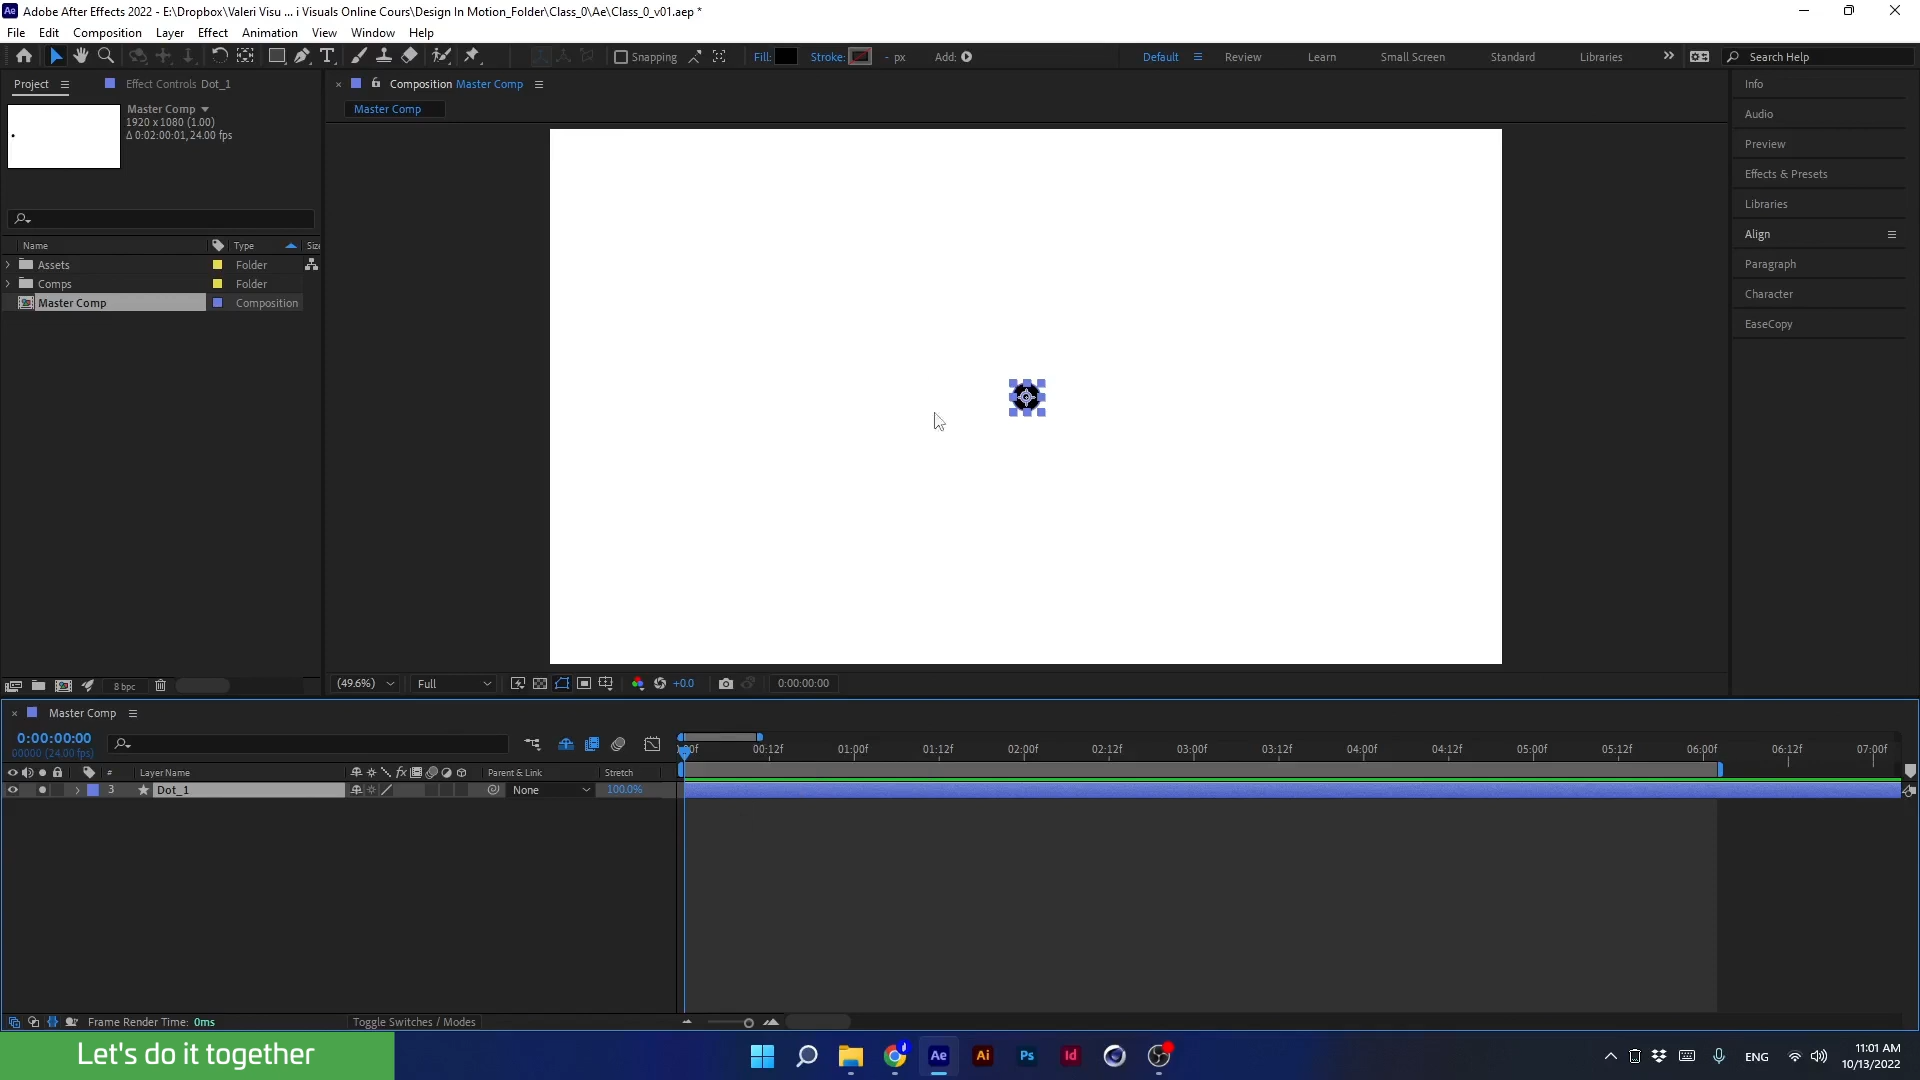 Adobe After Effects 2022 - E:\Dropbox\Valeri Visu ... i Visuals Online Cours\Design In Motion_Folder\Class_0\Ae\Class_0_v01.aep *
File Edit Composition Layer Effect Animation View Window Help
Snapping Fill: Stroke: - px Add: Default Review Learn Small Screen Standard Libraries Search Help
Project Effect Controls Dot_1 Composition Master Comp Info
Master Comp Master Comp
1920 x 1080 (1.00)
Δ 0:02:00:01, 24.00 fps
Audio
Preview
Effects & Presets
Libraries
Align
Paragraph
Character
EaseCopy
Name Type Siz
Assets Folder
Comps Folder
Master Comp Composition
8 bpc (49.6%) Full +0.0 0:00:00:00
Master Comp
0:00:00:00
00000 (24.00 fps)
00f 00:12f 01:00f 01:12f 02:00f 02:12f 03:00f 03:12f 04:00f 04:12f 05:00f 05:12f 06:00f 06:12f 07:00f
# Layer Name fx Parent & Link Stretch
3 Dot_1 None 100.0%
Frame Render Time: 0ms Toggle Switches / Modes
Let's do it together
Ae Ai Ps Id
ENG
11:01 AM
10/13/2022